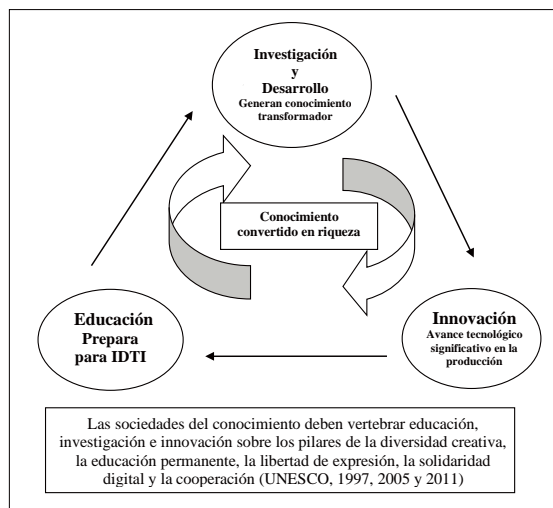 Investigación
y
Desarrollo
Generan conocimiento
transformador
Conocimiento
convertido en riqueza
Educación
Prepara
para IDTI
Innovación
Avance tecnológico
significativo en la
producción
Las sociedades del conocimiento deben vertebrar educación,
investigación e innovación sobre los pilares de la diversidad creativa,
la educación permanente, la libertad de expresión, la solidaridad
digital y la cooperación (UNESCO, 1997, 2005 y 2011)